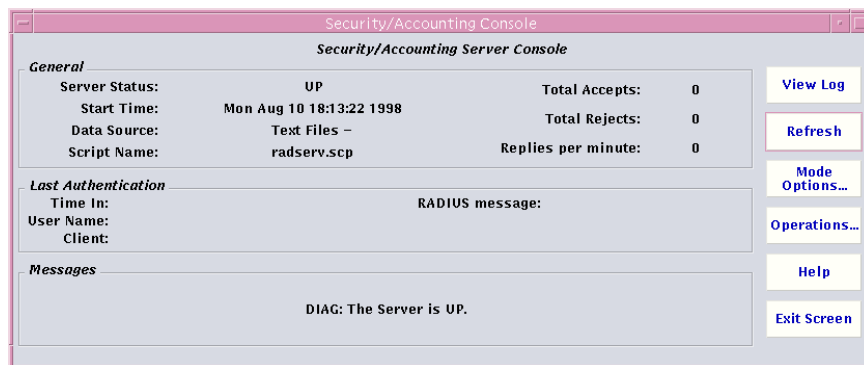 Security/Accounting Console
Security/Accounting Server Console
General
Server Status: UP
Start Time: Mon Aug 10 18:13:22 1998
Data Source: Text Files –
Script Name: radserv.scp
Total Accepts: 0
Total Rejects: 0
Replies per minute: 0
Last Authentication
Time In:
User Name:
Client:
RADIUS message:
Messages
DIAG: The Server is UP.
View Log
Refresh
Mode
Options...
Operations...
Help
Exit Screen